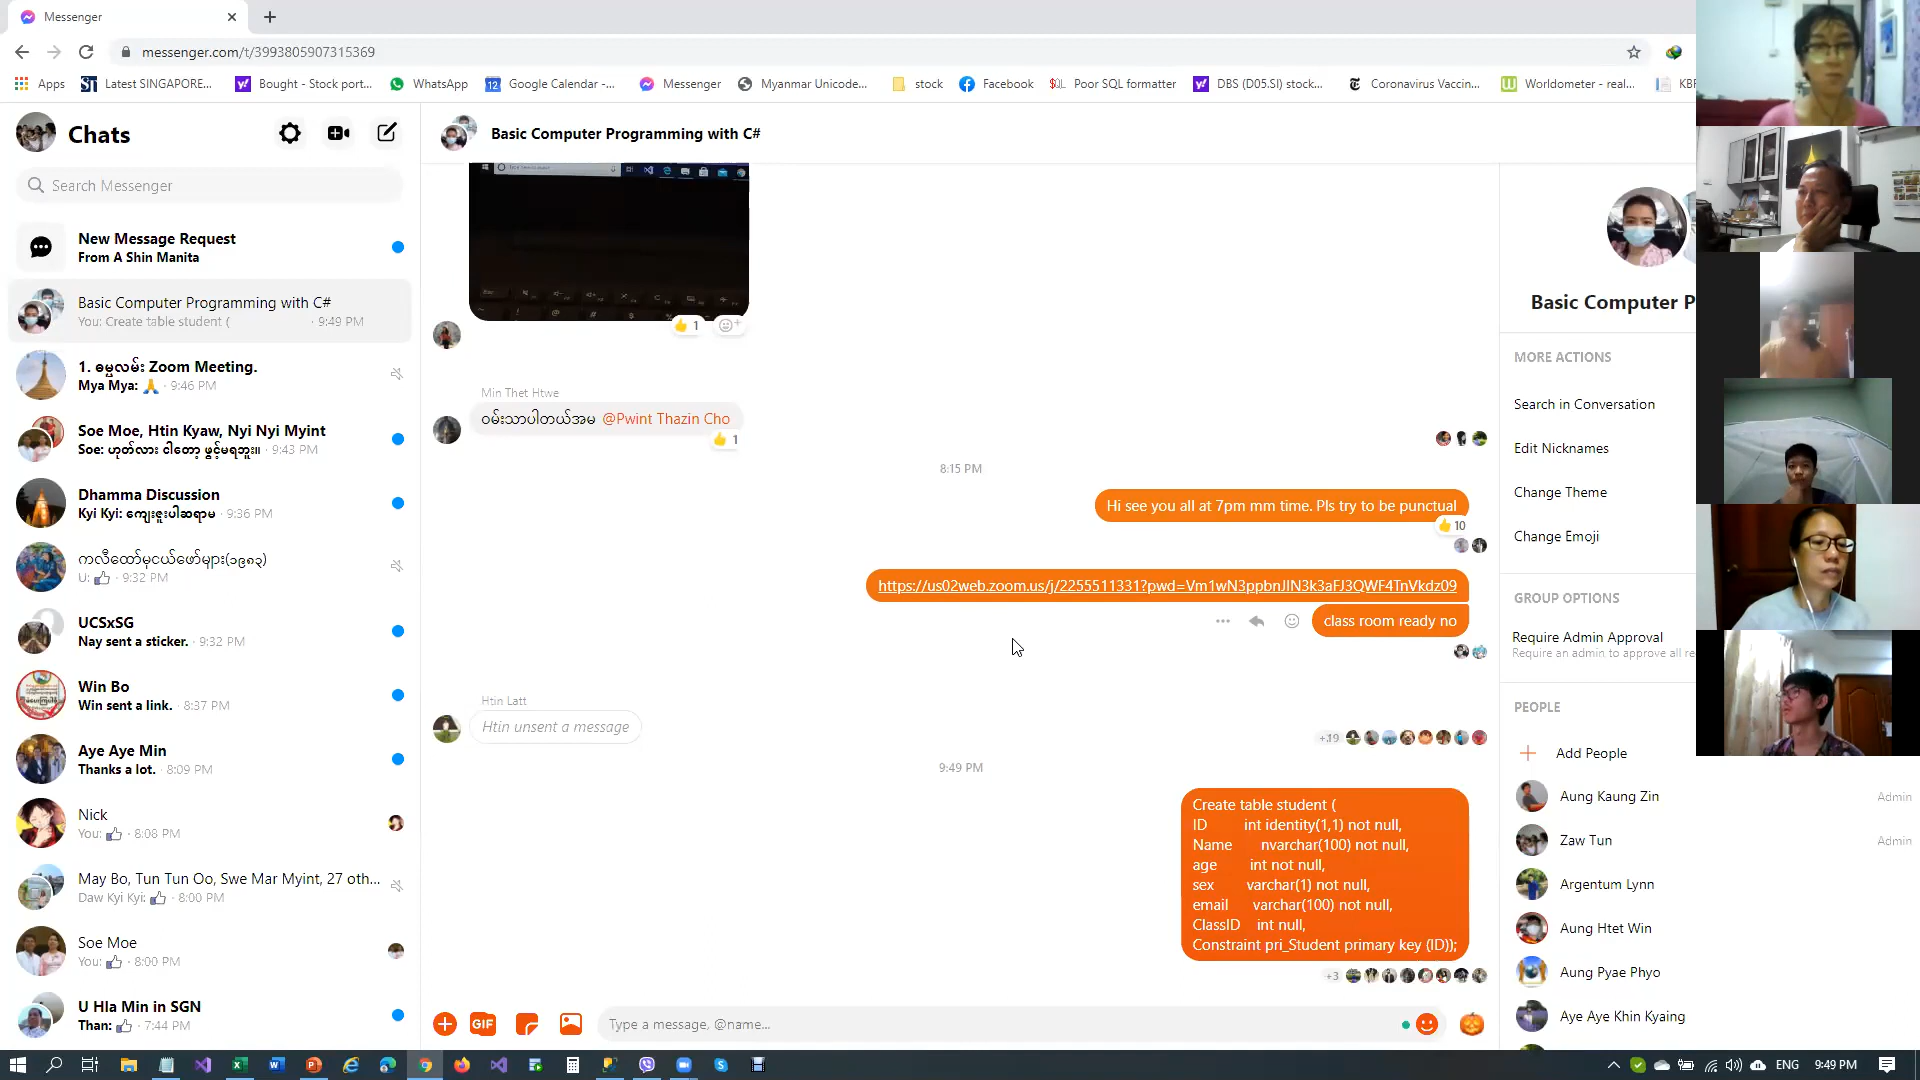 Messenger
messenger.com/t/3993805907315369
Apps
Latest SINGAPORE...
Bought - Stock port...
WhatsApp
Google Calendar -...
Messenger
Myanmar Unicode...
stock
Facebook
Poor SQL formatter
DBS (D05.SI) stock...
Coronavirus Vaccin...
Worldometer - real...
Chats
Search Messenger
New Message Request
From A Shin Manita
Basic Computer Programming with C#
You: Create table student ( · 9:49 PM
1. ဓမ္မလမ်း Zoom Meeting.
Mya Mya: 🙏 · 9:46 PM
Soe Moe, Htin Kyaw, Nyi Nyi Myint
Soe: ဟုတ်လား ငါတော့ ဖွင့်မရဘူး။ · 9:43 PM
Dhamma Discussion
Kyi Kyi: ကျေးဇူးပါဆရာမ · 9:36 PM
ကလီထော်မှငယ်ဖော်များ(၁၉၈၃)
U: 👍 · 9:32 PM
UCSxSG
Nay sent a sticker. · 9:32 PM
Win Bo
Win sent a link. · 8:37 PM
Aye Aye Min
Thanks a lot. · 8:09 PM
Nick
You: 👍 · 8:08 PM
May Bo, Tun Tun Oo, Swe Mar Myint, 27 oth...
Daw Kyi Kyi: 👍 · 8:00 PM
Soe Moe
You: 👍 · 8:00 PM
U Hla Min in SGN
Than: 👍 · 7:44 PM
Basic Computer Programming with C#
👍 1
Min Thet Htwe
ဝမ်းသာပါတယ်အမ @Pwint Thazin Cho
👍 1
8:15 PM
Hi see you all at 7pm mm time. Pls try to be punctual
👍 10
https://us02web.zoom.us/j/2255511331?pwd=Vm1wN3ppbnJlN3k3aFJ3QWF4TnVkdz09
class room ready no
Htin Latt
Htin unsent a message
+19
9:49 PM
Create table student (
ID int identity(1,1) not null,
Name nvarchar(100) not null,
age int not null,
sex varchar(1) not null,
email varchar(100) not null,
ClassID int null,
Constraint pri_Student primary key (ID));
+3
GIF
Type a message, @name...
Basic Computer P
MORE ACTIONS
Search in Conversation
Edit Nicknames
Change Theme
Change Emoji
GROUP OPTIONS
Require Admin Approval
Require an admin to approve all re
PEOPLE
Add People
Aung Kaung Zin Admin
Zaw Tun Admin
Argentum Lynn
Aung Htet Win
Aung Pyae Phyo
Aye Aye Khin Kyaing
ENG
9:49 PM